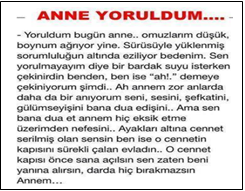 ANNE YORULDUM....
- Yoruldum bugün anne.. omuzlarım düşük,
boynum ağrıyor yine. Sürüsüyle yüklenmiş
sorumluluğun altında eziliyor bedenim. Sen
yorulmayayım diye bir bardak suyu isterken
çekinirdin benden, ben ise “ah!.” demeye
çekiniyorum şimdi.. Ah annem zor anlarda
daha da bir anıyorum seni, sesini, şefkatini,
gülümseyişini bana dua edişini. Ama sen
bana dua et annem hiç eksik etme
üzerimden nefesini.. Ayakları altına cennet
serilmiş olan sensin ben ise o cennetin
kapısını sürekli çalan evladın.. O cennet
kapısı önce sana açılsın sen zaten beni
yanına alırsın, darda hiç bırakmazsın
Annem...